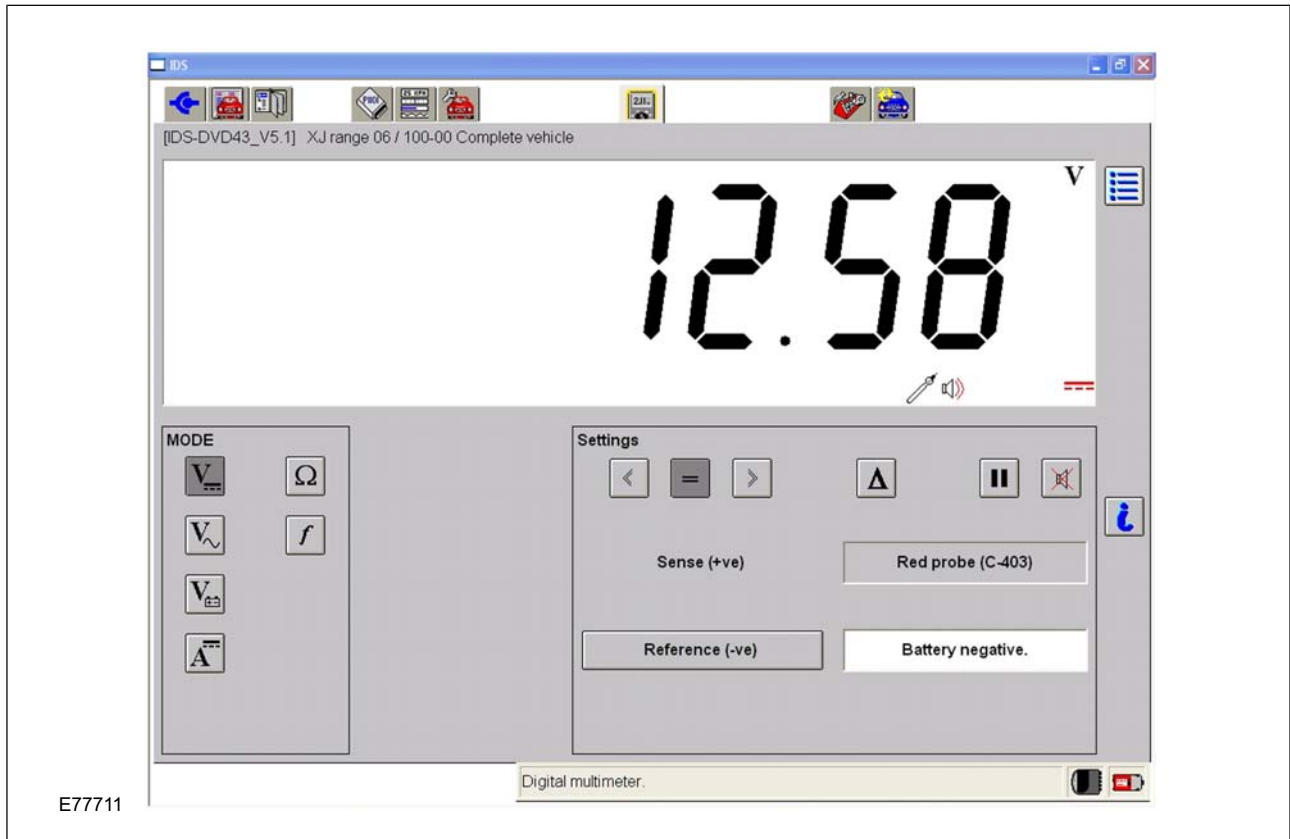 IDS
[IDS-DVD43_V5.1] XJ range 06 / 100-00 Complete vehicle
V
12.58
MODE
V
Ω
V
f
V
A
Settings
< = > Δ
Sense (+ve) Red probe (C-403)
Reference (-ve) Battery negative.
i
Digital multimeter.
E77711